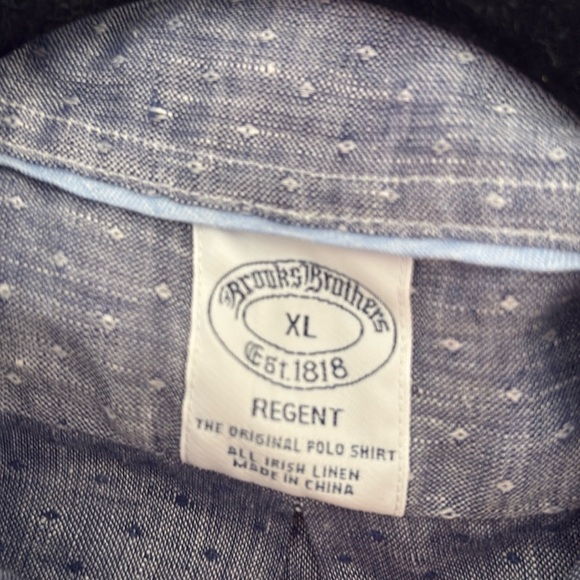 Brooks Brothers
XL
Est. 1818
REGENT
THE ORIGINAL POLO SHIRT
ALL IRISH LINEN
MADE IN CHINA